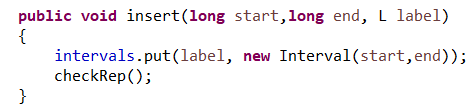 public void insert(long start,long end, L label)
{
    intervals.put(label, new Interval(start,end));
    checkRep();
}